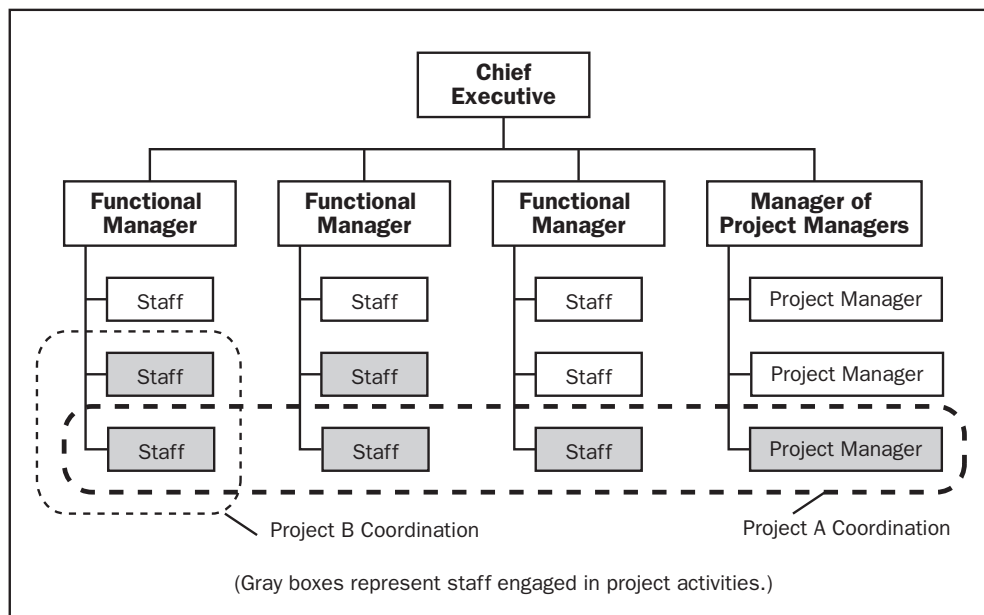 Chief
Executive
Functional
Manager
Functional
Manager
Functional
Manager
Manager of
Project Managers
Staff
Staff
Staff
Project Manager
Staff
Staff
Staff
Project Manager
Staff
Staff
Staff
Project Manager
Project B Coordination
Project A Coordination
(Gray boxes represent staff engaged in project activities.)